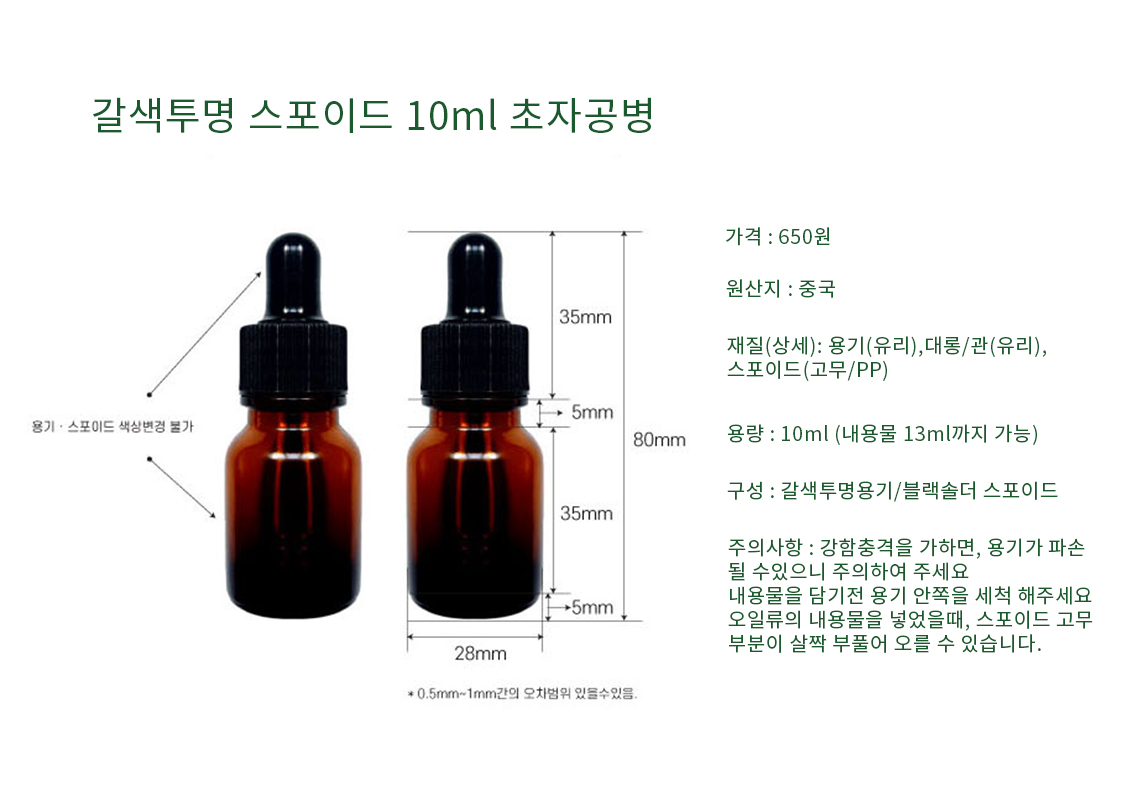 갈색투명 스포이드 10ml 초자공병
용기 · 스포이드 색상변경 불가
35mm
5mm
80mm
35mm
5mm
28mm
* 0.5mm~1mm간의 오차범위 있을수있음.
가격 : 650원
원산지 : 중국
재질(상세): 용기(유리),대롱/관(유리),
스포이드(고무/PP)
용량 : 10ml (내용물 13ml까지 가능)
구성 : 갈색투명용기/블랙솔더 스포이드
주의사항 : 강함충격을 가하면, 용기가 파손
될 수있으니 주의하여 주세요
내용물을 담기전 용기 안쪽을 세척 해주세요
오일류의 내용물을 넣었을때, 스포이드 고무
부분이 살짝 부풀어 오를 수 있습니다.